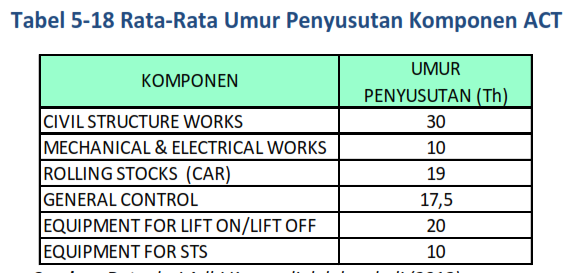 Tabel 5-18 Rata-Rata Umur Penyusutan Komponen ACT
KOMPONEN
UMUR
PENYUSUTAN (Th)
CIVIL STRUCTURE WORKS 30
MECHANICAL & ELECTRICAL WORKS 10
ROLLING STOCKS (CAR) 19
GENERAL CONTROL 17,5
EQUIPMENT FOR LIFT ON/LIFT OFF 20
EQUIPMENT FOR STS 10